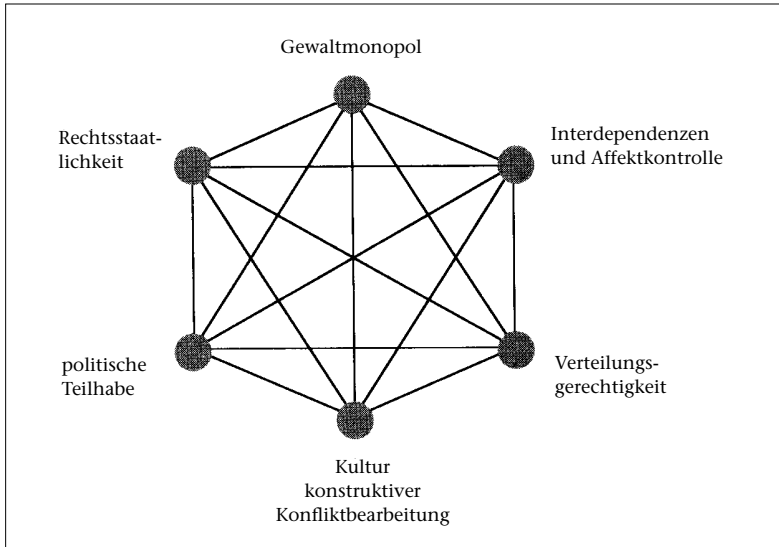 Gewaltmonopol
Rechtsstaat-
lichkeit
Interdependenzen
und Affektkontrolle
politische
Teilhabe
Verteilungs-
gerechtigkeit
Kultur
konstruktiver
Konfliktbearbeitung